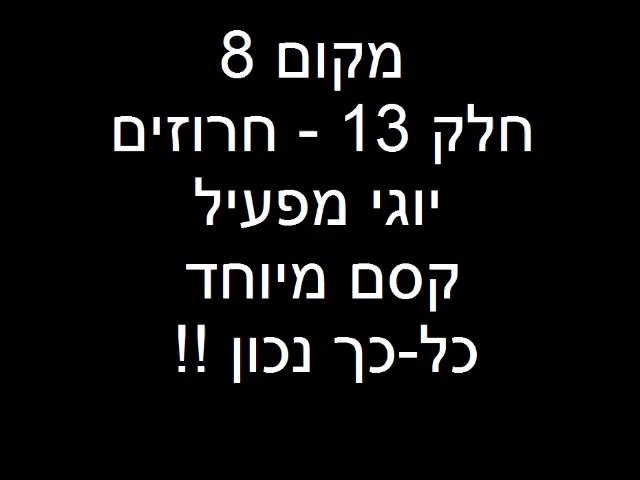 מקום 8
חלק 13 - חרוזים
יוגי מפעיל
קסם מיוחד
כל-כך נכון !!